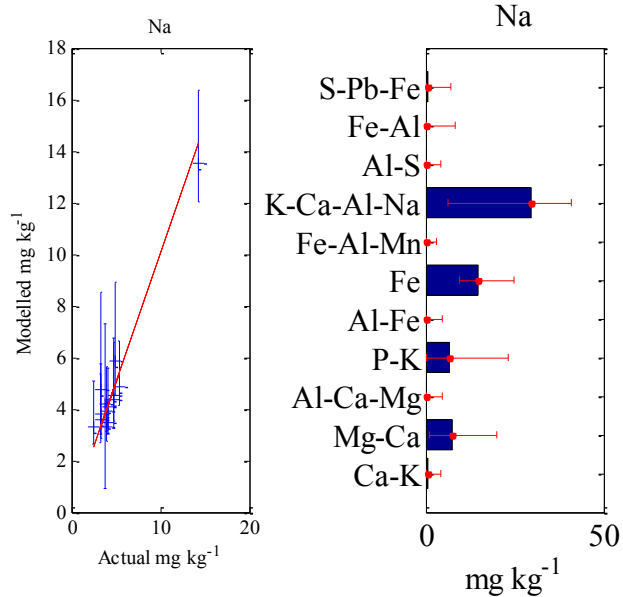 Na
18
16
14
12
10
8
6
4
2
0
0
10
20
Modelled mg kg⁻¹
Actual mg kg⁻¹
Na
S-Pb-Fe
Fe-Al
Al-S
K-Ca-Al-Na
Fe-Al-Mn
Fe
Al-Fe
P-K
Al-Ca-Mg
Mg-Ca
Ca-K
0
50
mg kg⁻¹